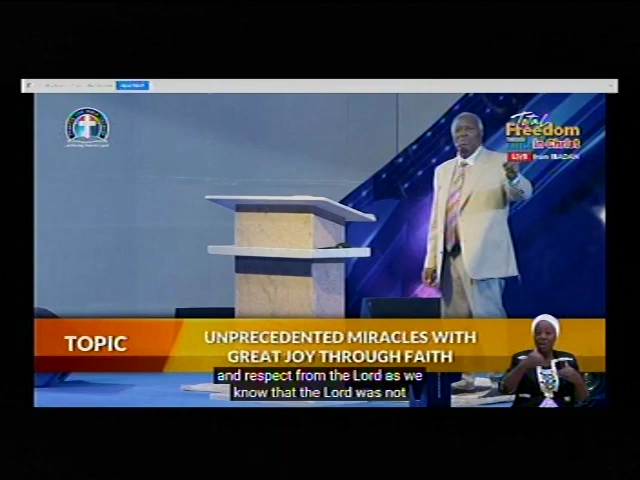 Total
Freedom
in Christ
LIVE from IBADAN
TOPIC
UNPRECEDENTED MIRACLES WITH
GREAT JOY THROUGH FAITH
and respect from the Lord as we
know that the Lord was not